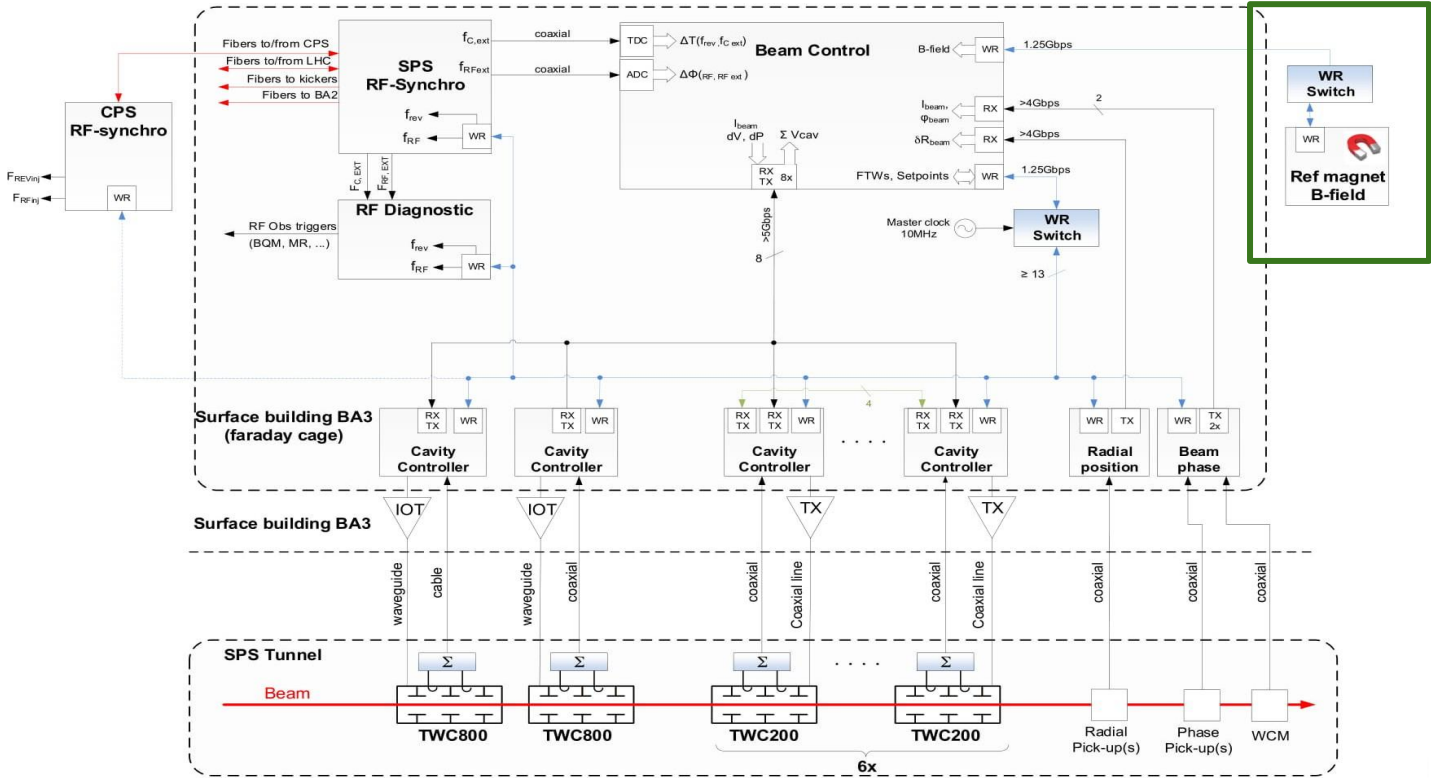 Fibers to/from CPS
Fibers to/from LHC
Fibers to kickers
Fibers to BA2
CPS
RF-synchro
WR
F_REVinj
F_RFinj
SPS
RF-Synchro
f_C,ext
f_RFext
f_rev
f_RF
WR
F_C, EXT
F_RF, EXT
RF Diagnostic
f_rev
f_RF
WR
RF Obs triggers
(BQM, MR, ...)
coaxial
coaxial
TDC
ΔT(f_rev,f_C ext)
ADC
ΔΦ(RF, RF ext)
Beam Control
B-field
WR
1.25Gbps
I_beam,
φ_beam
RX
>4Gbps
2
δR_beam
RX
>4Gbps
FTWs, Setpoints
WR
1.25Gbps
I_beam
dV, dP
Σ Vcav
RX
TX
8x
>5Gbps
8
Master clock
10MHz
WR
Switch
≥ 13
WR
Switch
WR
Ref magnet
B-field
4
Surface building BA3
(faraday cage)
RX
TX
WR
Cavity
Controller
RX
TX
WR
Cavity
Controller
RX
TX
RX
TX
WR
Cavity
Controller
. . . .
RX
TX
RX
TX
WR
Cavity
Controller
WR
TX
Radial
position
WR
TX
2x
Beam
phase
IOT
IOT
TX
TX
Surface building BA3
waveguide
cable
waveguide
coaxial
coaxial
Coaxial line
coaxial
Coaxial line
coaxial
coaxial
coaxial
SPS Tunnel
Σ
Σ
Σ
. . . .
Σ
Beam
TWC800
TWC800
TWC200
TWC200
6x
Radial
Pick-up(s)
Phase
Pick-up(s)
WCM